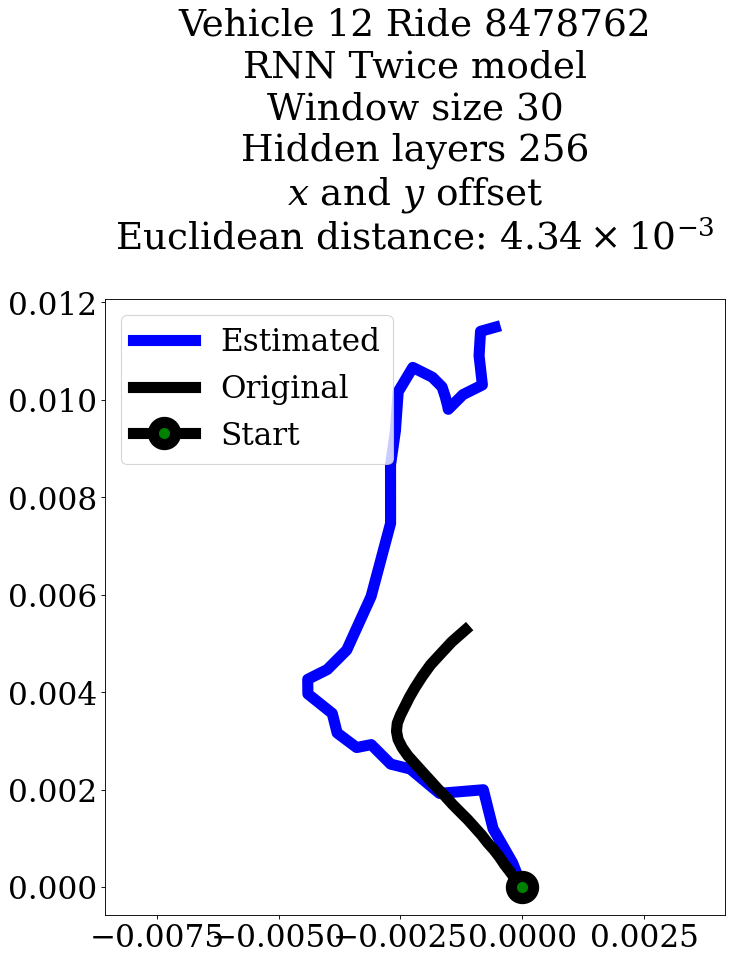 Vehicle 12 Ride 8478762
RNN Twice model
Window size 30
Hidden layers 256
x and y offset
Euclidean distance: 4.34 × 10⁻³
0.012
Estimated
Original
Start
0.010
0.008
0.006
0.004
0.002
0.000
−0.0075 −0.0050 −0.0025 0.0000 0.0025